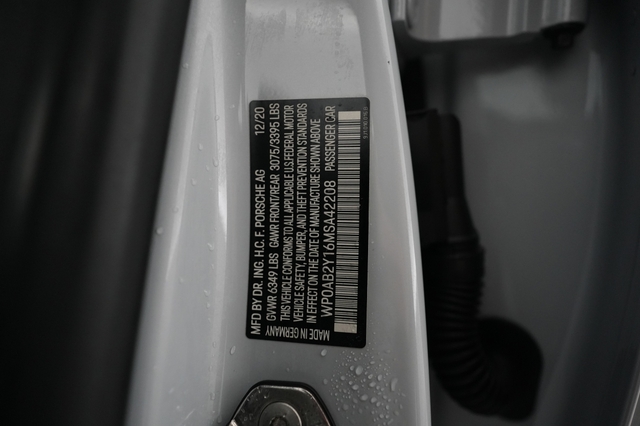 MFD BY DR. ING. H.C. F. PORSCHE AG 12/20
GVWR 6349 LBS GAWR FRONT/REAR 3075/3395 LBS
THIS VEHICLE CONFORMS TO ALL APPLICABLE U.S. FEDERAL MOTOR
VEHICLE SAFETY, BUMPER, AND THEFT PREVENTION STANDARDS
IN EFFECT ON THE DATE OF MANUFACTURE SHOWN ABOVE
WP0AB2Y16MSA42208 PASSENGER CAR
MADE IN GERMANY